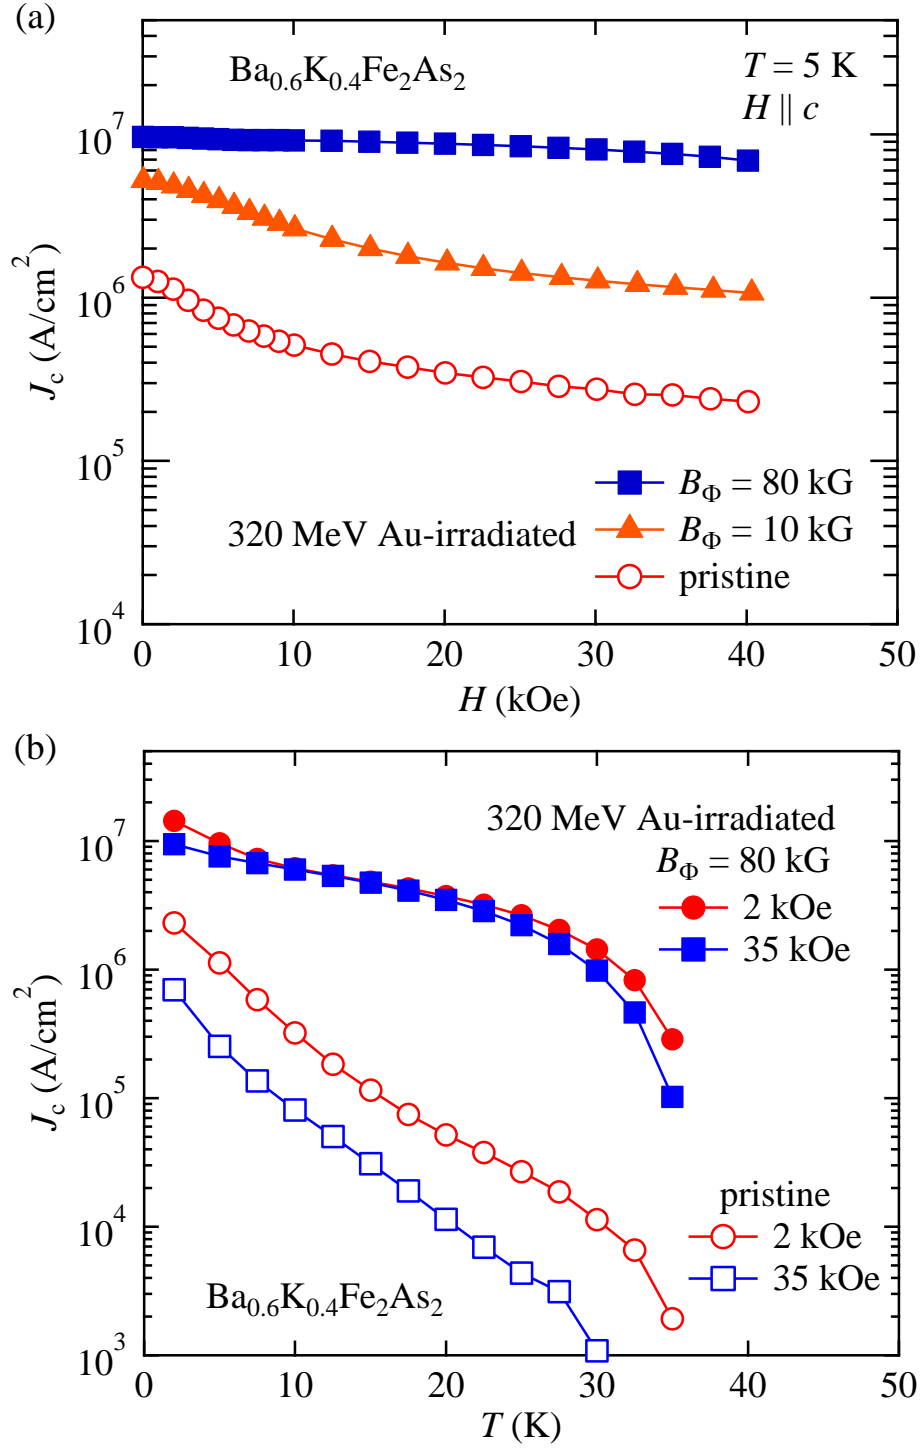 (a)
Ba0.6K0.4Fe2As2
T = 5 K
H || c
10^7
10^6
10^5
10^4
Jc (A/cm^2)
BΦ = 80 kG
BΦ = 10 kG
pristine
320 MeV Au-irradiated
0 10 20 30 40 50
H (kOe)
(b)
320 MeV Au-irradiated
BΦ = 80 kG
2 kOe
35 kOe
10^7
10^6
10^5
10^4
10^3
Jc (A/cm^2)
pristine
2 kOe
35 kOe
Ba0.6K0.4Fe2As2
0 10 20 30 40 50
T (K)